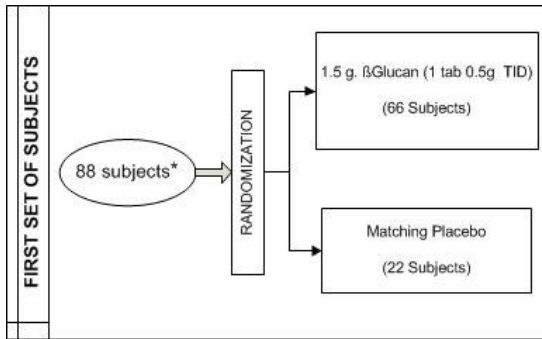 FIRST SET OF SUBJECTS
88 subjects*
RANDOMIZATION
1.5 g. ßGlucan (1 tab 0.5g TID)
(66 Subjects)
Matching Placebo
(22 Subjects)